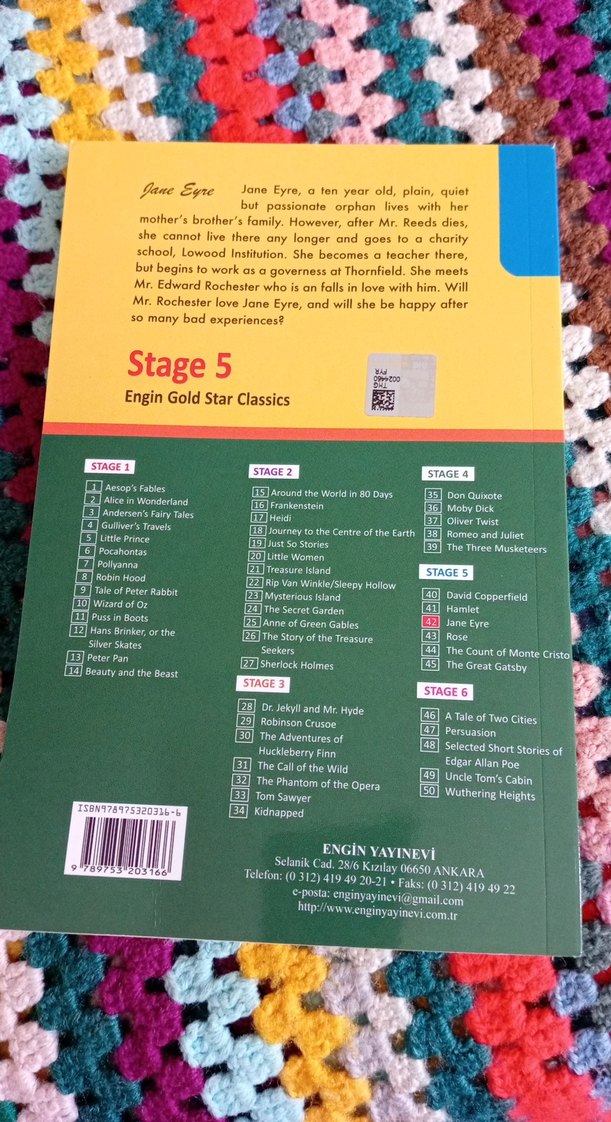 Jane Eyre Jane Eyre, a ten year old, plain, quiet
but passionate orphan lives with her
mother's brother's family. However, after Mr. Reeds dies,
she cannot live there any longer and goes to a charity
school, Lowood Institution. She becomes a teacher there,
but begins to work as a governess at Thornfield. She meets
Mr. Edward Rochester who is an falls in love with him. Will
Mr. Rochester love Jane Eyre, and will she be happy after
so many bad experiences?
Stage 5
Engin Gold Star Classics
THG
FYR
0024460
STAGE 1
1 Aesop's Fables
2 Alice in Wonderland
3 Andersen's Fairy Tales
4 Gulliver's Travels
5 Little Prince
6 Pocahontas
7 Pollyanna
8 Robin Hood
9 Tale of Peter Rabbit
10 Wizard of Oz
11 Puss in Boots
12 Hans Brinker, or the
Silver Skates
13 Peter Pan
14 Beauty and the Beast
STAGE 2
15 Around the World in 80 Days
16 Frankenstein
17 Heidi
18 Journey to the Centre of the Earth
19 Just So Stories
20 Little Women
21 Treasure Island
22 Rip Van Winkle/Sleepy Hollow
23 Mysterious Island
24 The Secret Garden
25 Anne of Green Gables
26 The Story of the Treasure
Seekers
27 Sherlock Holmes
STAGE 3
28 Dr. Jekyll and Mr. Hyde
29 Robinson Crusoe
30 The Adventures of
Huckleberry Finn
31 The Call of the Wild
32 The Phantom of the Opera
33 Tom Sawyer
34 Kidnapped
STAGE 4
35 Don Quixote
36 Moby Dick
37 Oliver Twist
38 Romeo and Juliet
39 The Three Musketeers
STAGE 5
40 David Copperfield
41 Hamlet
42 Jane Eyre
43 Rose
44 The Count of Monte Cristo
45 The Great Gatsby
STAGE 6
46 A Tale of Two Cities
47 Persuasion
48 Selected Short Stories of
Edgar Allan Poe
49 Uncle Tom's Cabin
50 Wuthering Heights
ISBN978975320316-6
9 789753 203166
ENGİN YAYINEVİ
Selanik Cad. 28/6 Kızılay 06650 ANKARA
Telefon: (0 312) 419 49 20-21 • Faks: (0 312) 419 49 22
e-posta: enginyayinevi@gmail.com
http://www.enginyayinevi.com.tr